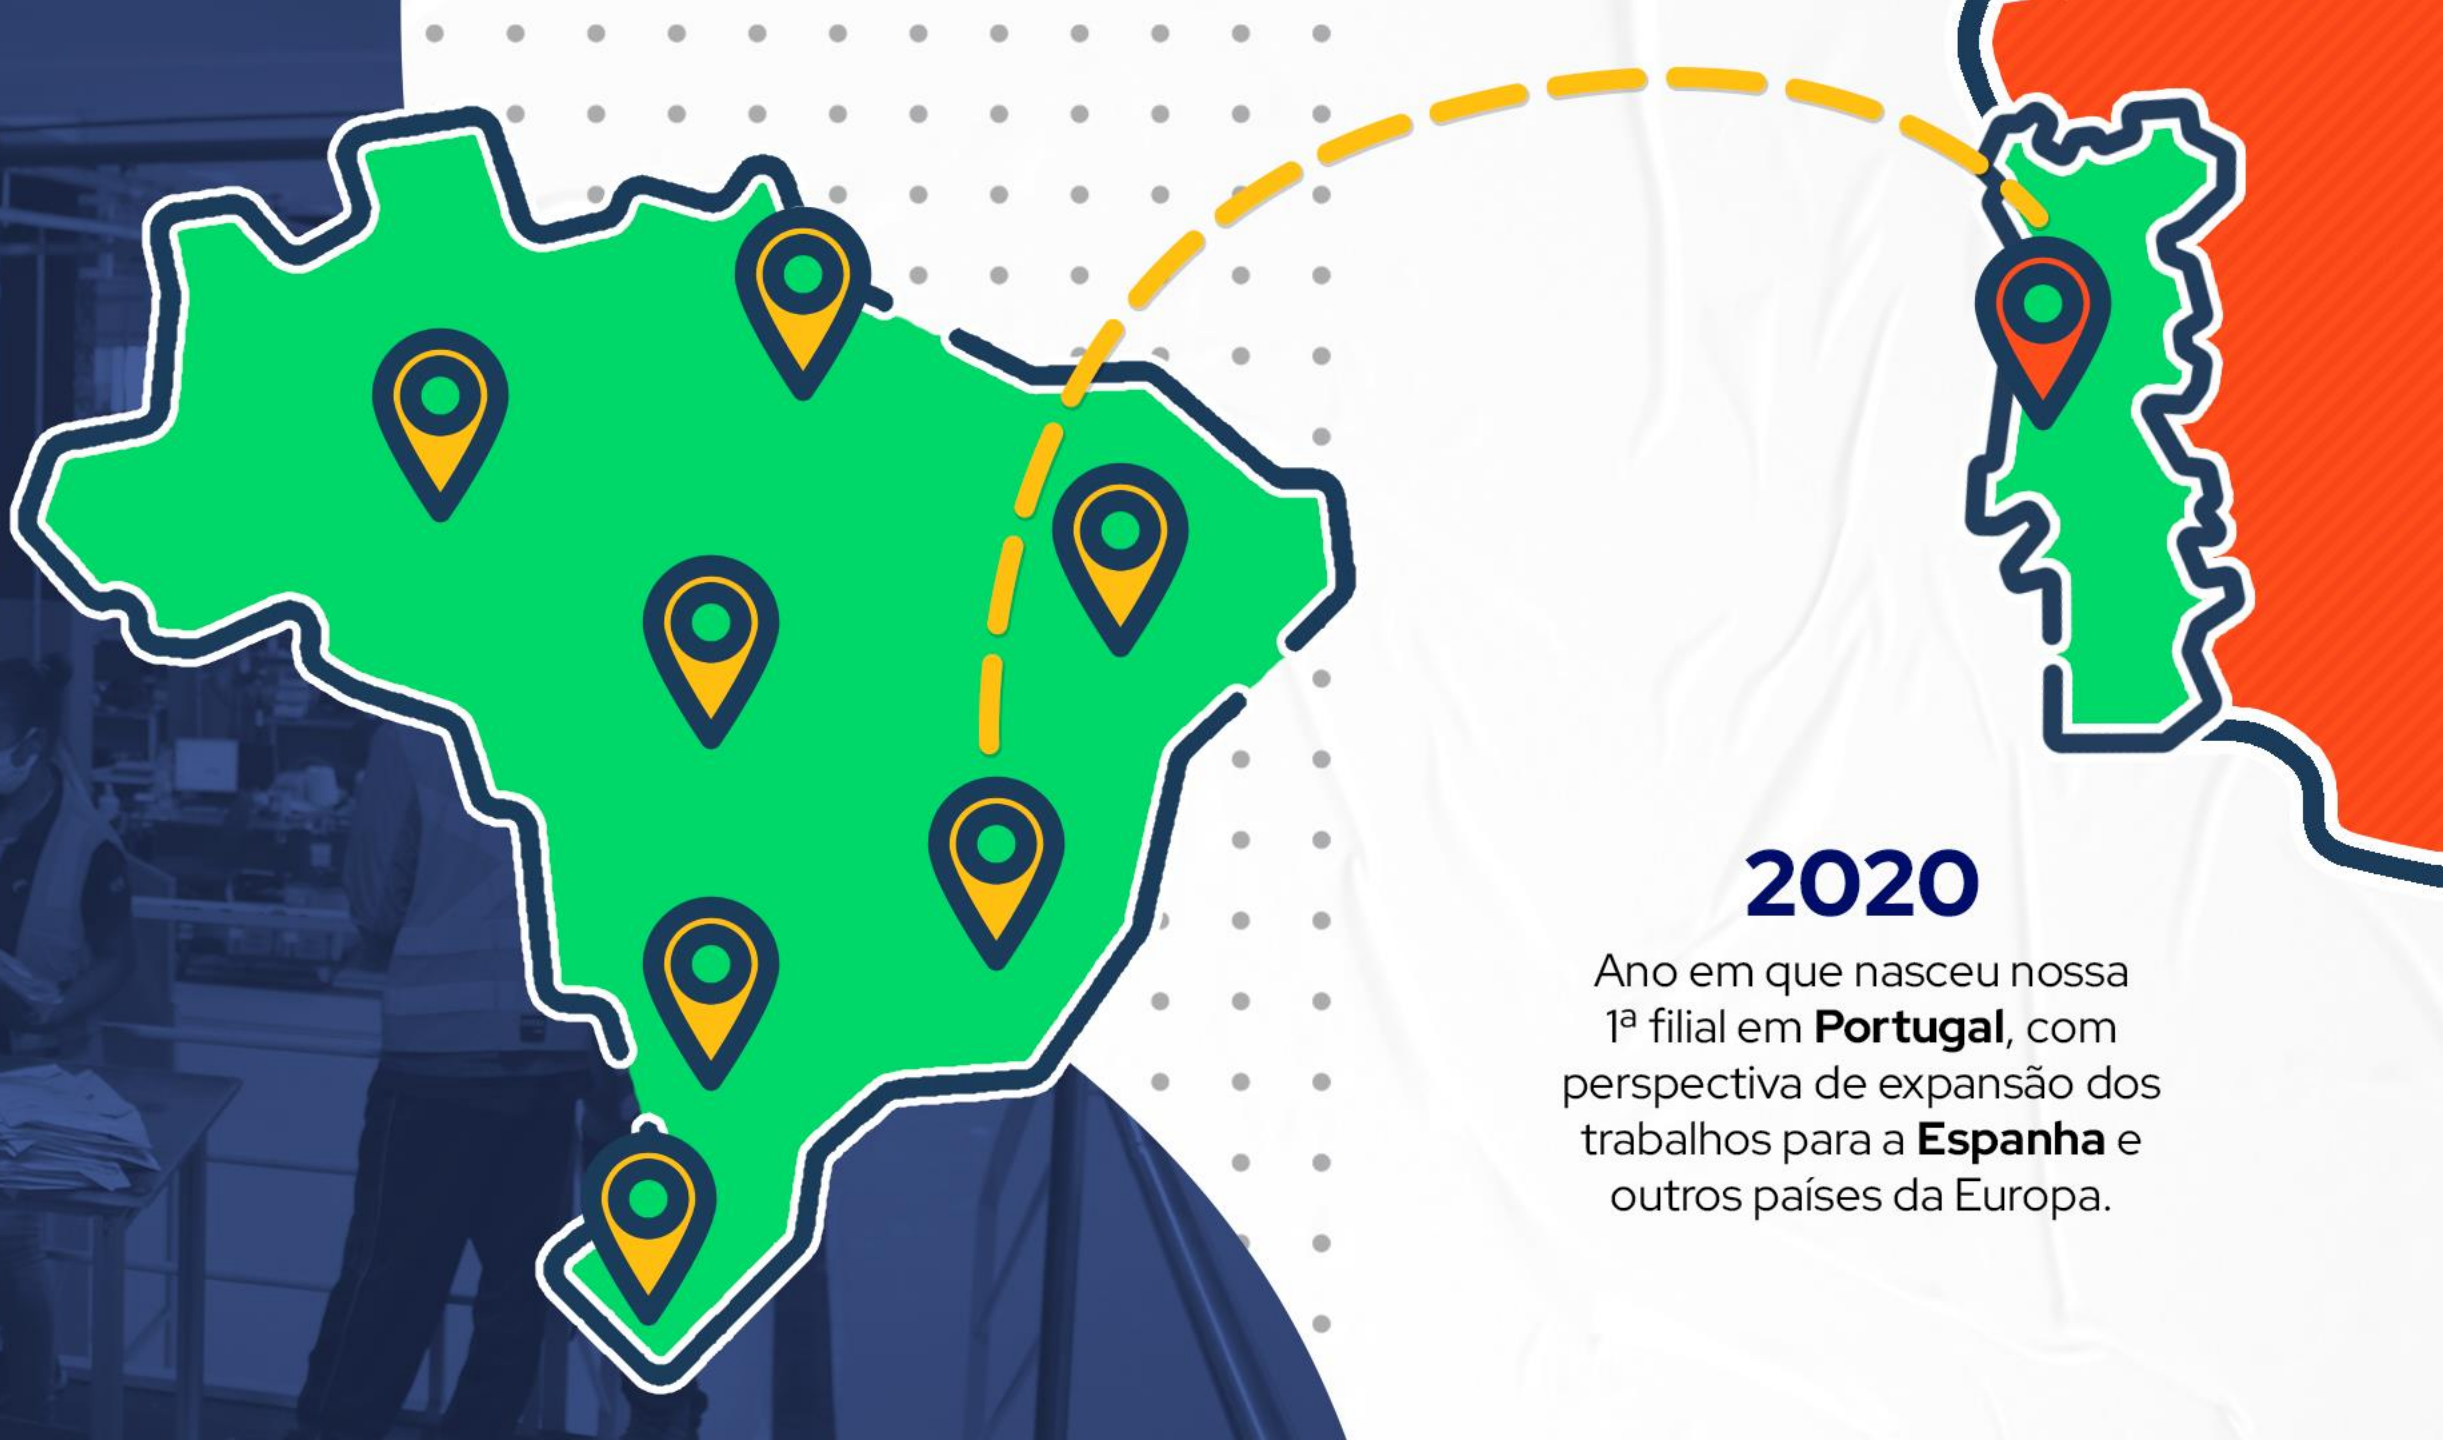 2020
Ano em que nasceu nossa
1ª filial em Portugal, com
perspectiva de expansão dos
trabalhos para a Espanha e
outros países da Europa.